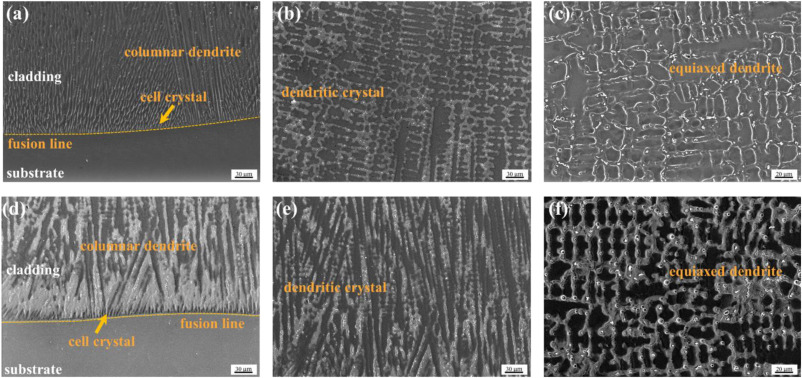 (a)
columnar dendrite
cladding
cell crystal
fusion line
substrate
30 μm
(b)
dendritic crystal
30 μm
(c)
equiaxed dendrite
20 μm
(d)
columnar dendrite
cladding
fusion line
cell crystal
substrate
30 μm
(e)
dendritic crystal
30 μm
(f)
equiaxed dendrite
20 μm